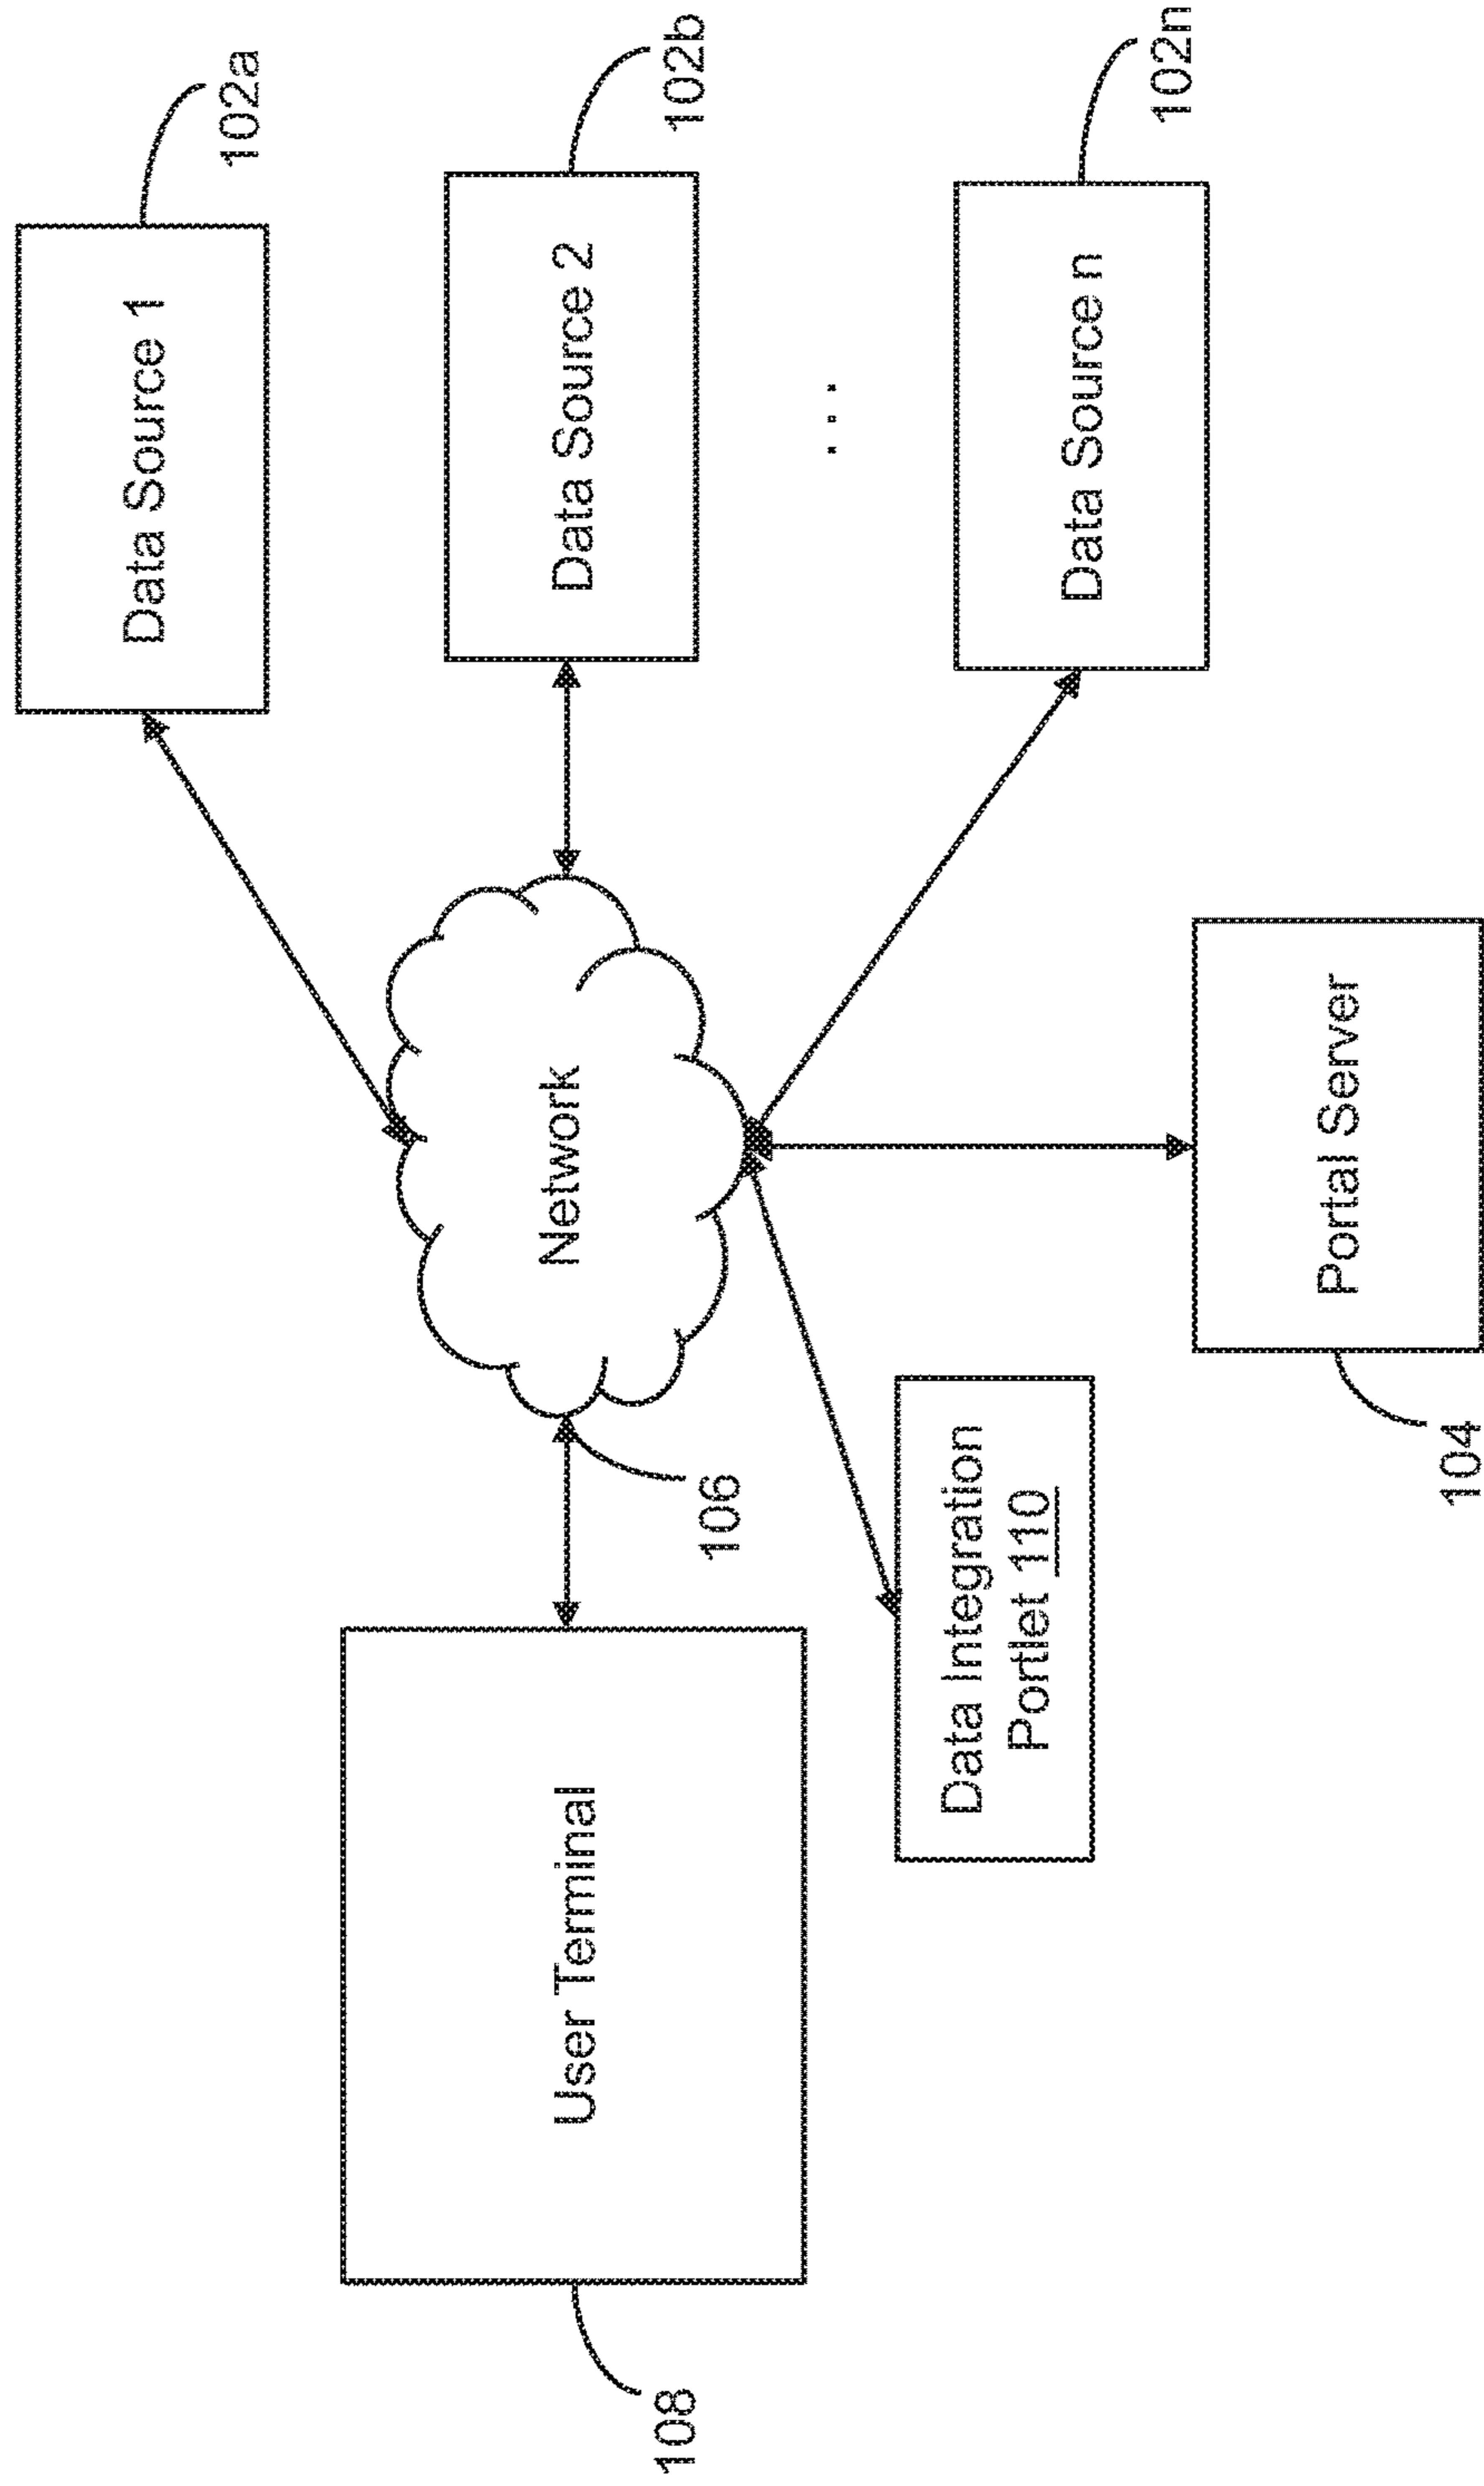 Data Source 1
102a
Data Source 2
102b
...
Data Source n
102n
Network
106
User Terminal
108
Data Integration
Portlet 110
Portal Server
104